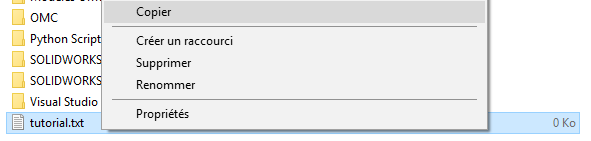 Copier
OMC
Python Script
Créer un raccourci
SOLIDWORKS
Supprimer
SOLIDWORKS
Renommer
Visual Studio
Propriétés
tutorial.txt 0 Ko